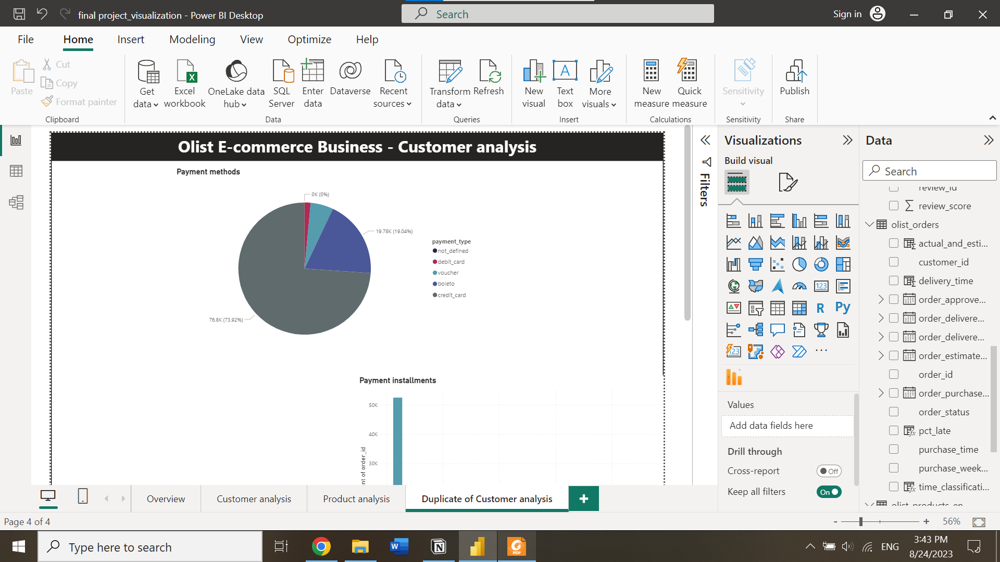 final project_visualization - Power BI Desktop
Search
Sign in
File
Home
Insert
Modeling
View
Optimize
Help
Paste
Cut
Copy
Format painter
Clipboard
Get data
Excel workbook
OneLake data hub
SQL Server
Enter data
Dataverse
Recent sources
Data
Transform data
Refresh
Queries
New visual
Text box
More visuals
Insert
New measure
Quick measure
Calculations
Sensitivity
Sensitivity
Publish
Share
Olist E-commerce Business - Customer analysis
Payment methods
0K (0%)
19.78K (19.04%)
76.8K (73.92%)
payment_type
not_defined
debit_card
voucher
boleto
credit_card
Payment installments
50K
40K
30K
nt of order_id
Filters
Visualizations
Build visual
123
R
Py
123
Values
Add data fields here
Drill through
Cross-report
Off
Keep all filters
On
Data
Search
review_id
review_score
olist_orders
actual_and_esti...
customer_id
delivery_time
order_approve...
order_delivere...
order_delivere...
order_estimate...
order_id
order_purchase...
order_status
pct_late
purchase_time
purchase_week...
time_classificati...
olist_products_en
Overview
Customer analysis
Product analysis
Duplicate of Customer analysis
Page 4 of 4
- + 56%
Type here to search
ENG
3:43 PM
8/24/2023